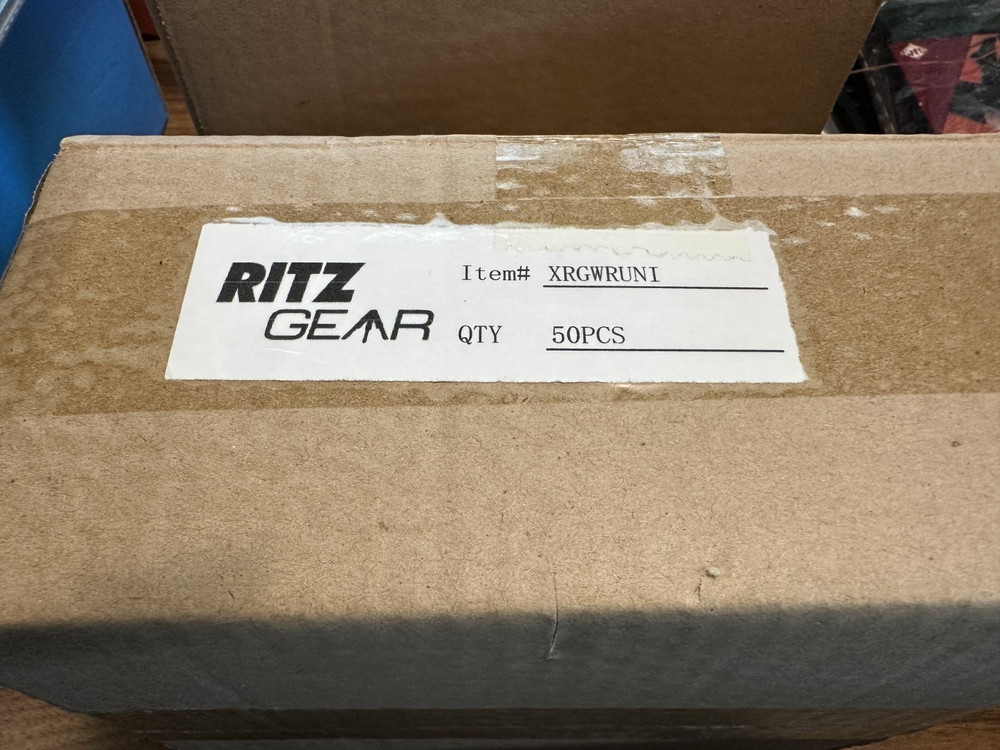 RITZ
GEAR
Item# XRGWRUNI
QTY 50PCS